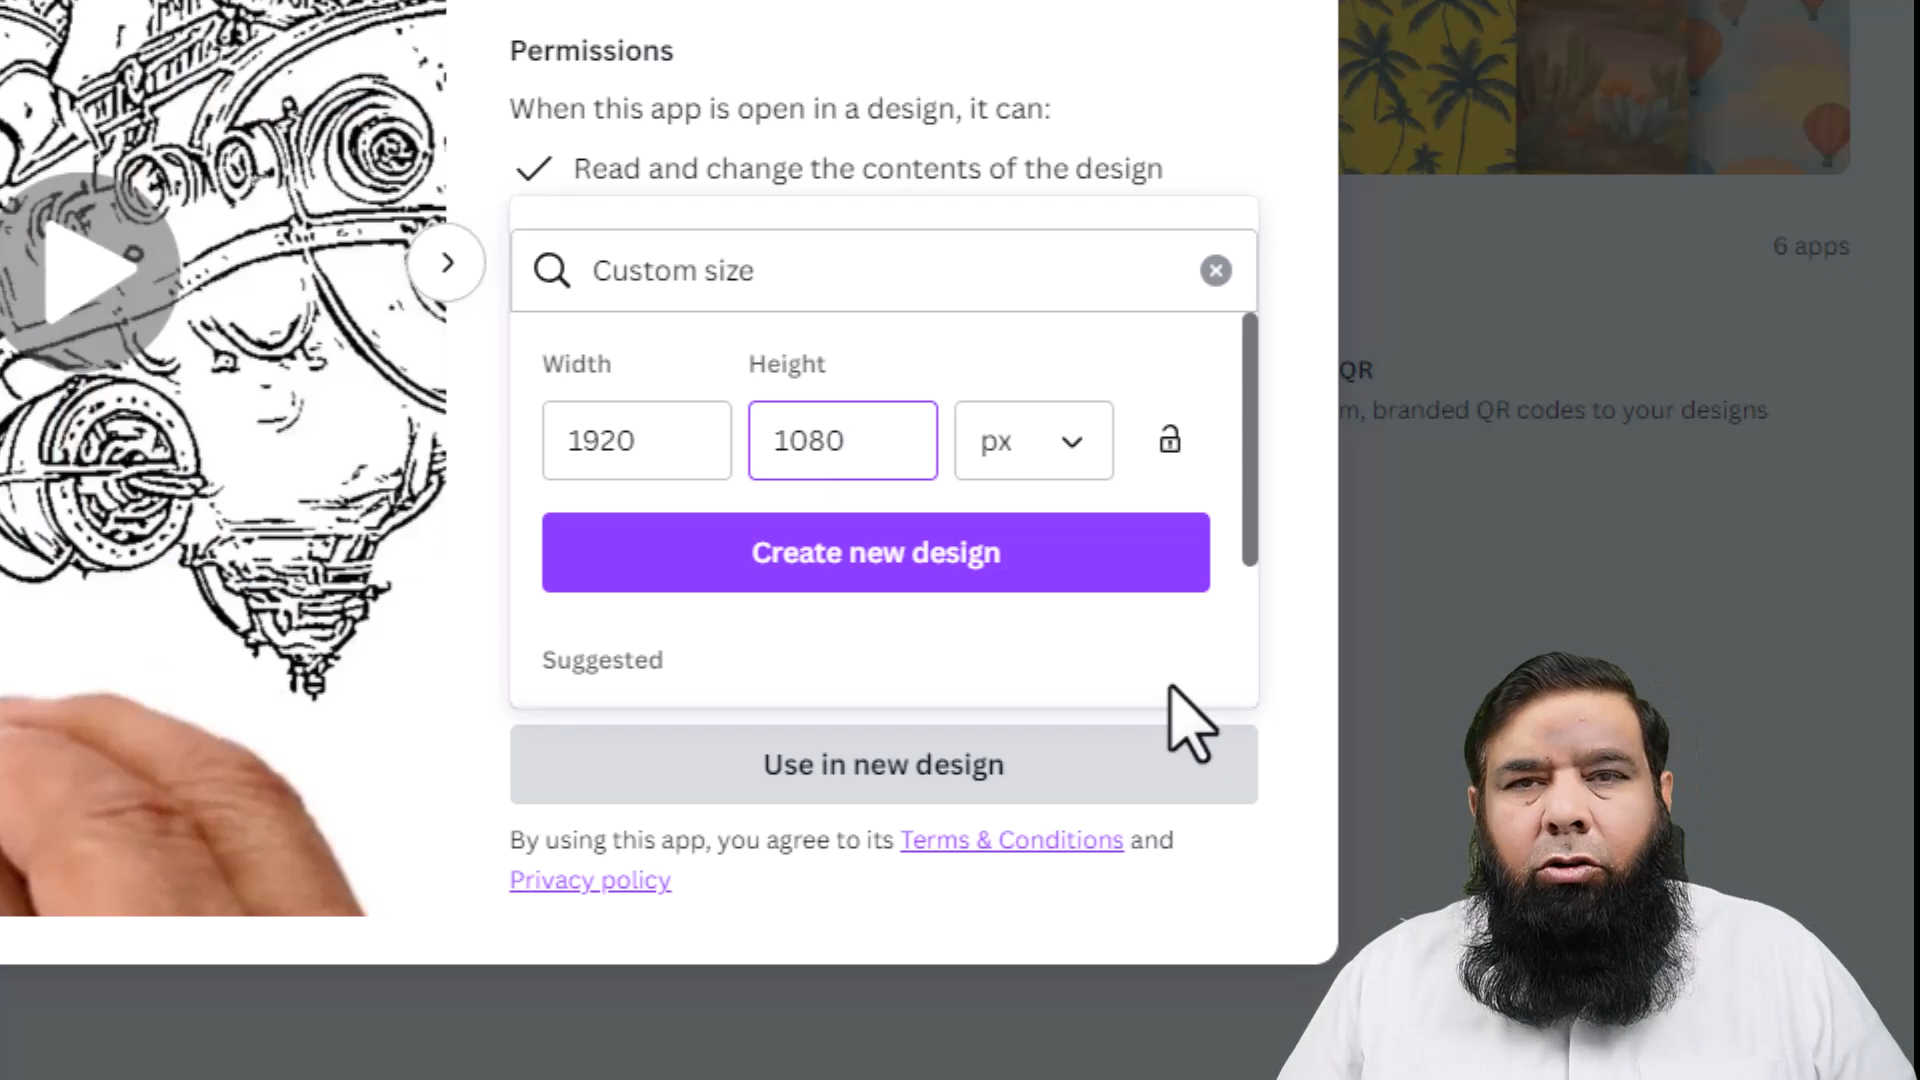 Permissions
When this app is open in a design, it can:
Read and change the contents of the design
6 apps
Custom size
Width
Height
1920
1080
px
QR
m, branded QR codes to your designs
Create new design
Suggested
Use in new design
By using this app, you agree to its Terms & Conditions and
Privacy policy